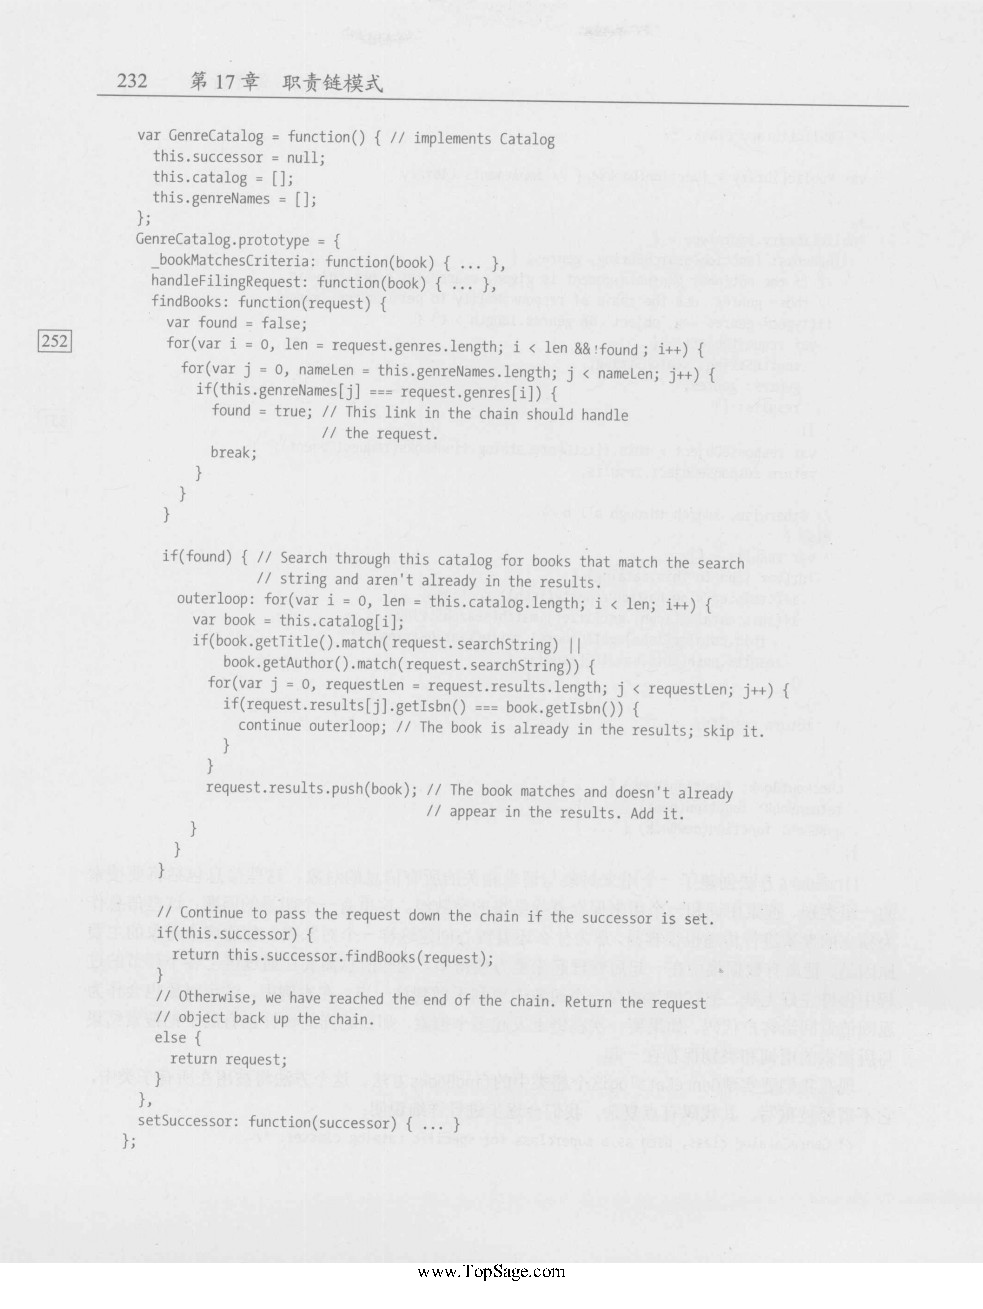 232 第 17 章 职责链模式
var GenreCatalog = function() { // implements Catalog
this.successor = null;
this.catalog = [];
this.genreNames = [];
};
GenreCatalog.prototype = {
_bookMatchesCriteria: function(book) { ... },
handleFilingRequest: function(book) { ... },
findBooks: function(request) {
var found = false;
252
for(var i = 0, len = request.genres.length; i < len && !found ; i++) {
for(var j = 0, nameLen = this.genreNames.length; j < nameLen; j++) {
if(this.genreNames[j] === request.genres[i]) {
found = true; // This link in the chain should handle
// the request.
break;
}
}
}
if(found) { // Search through this catalog for books that match the search
// string and aren't already in the results.
outerloop: for(var i = 0, len = this.catalog.length; i < len; i++) {
var book = this.catalog[i];
if(book.getTitle().match(request.searchString) ||
book.getAuthor().match(request.searchString)) {
for(var j = 0, requestLen = request.results.length; j < requestLen; j++) {
if(request.results[j].getIsbn() === book.getIsbn()) {
continue outerloop; // The book is already in the results; skip it.
}
}
request.results.push(book); // The book matches and doesn't already
// appear in the results. Add it.
}
}
}
// Continue to pass the request down the chain if the successor is set.
if(this.successor) {
return this.successor.findBooks(request);
}
// Otherwise, we have reached the end of the chain. Return the request
// object back up the chain.
else {
return request;
}
},
setSuccessor: function(successor) { ... }
};
www.TopSage.com